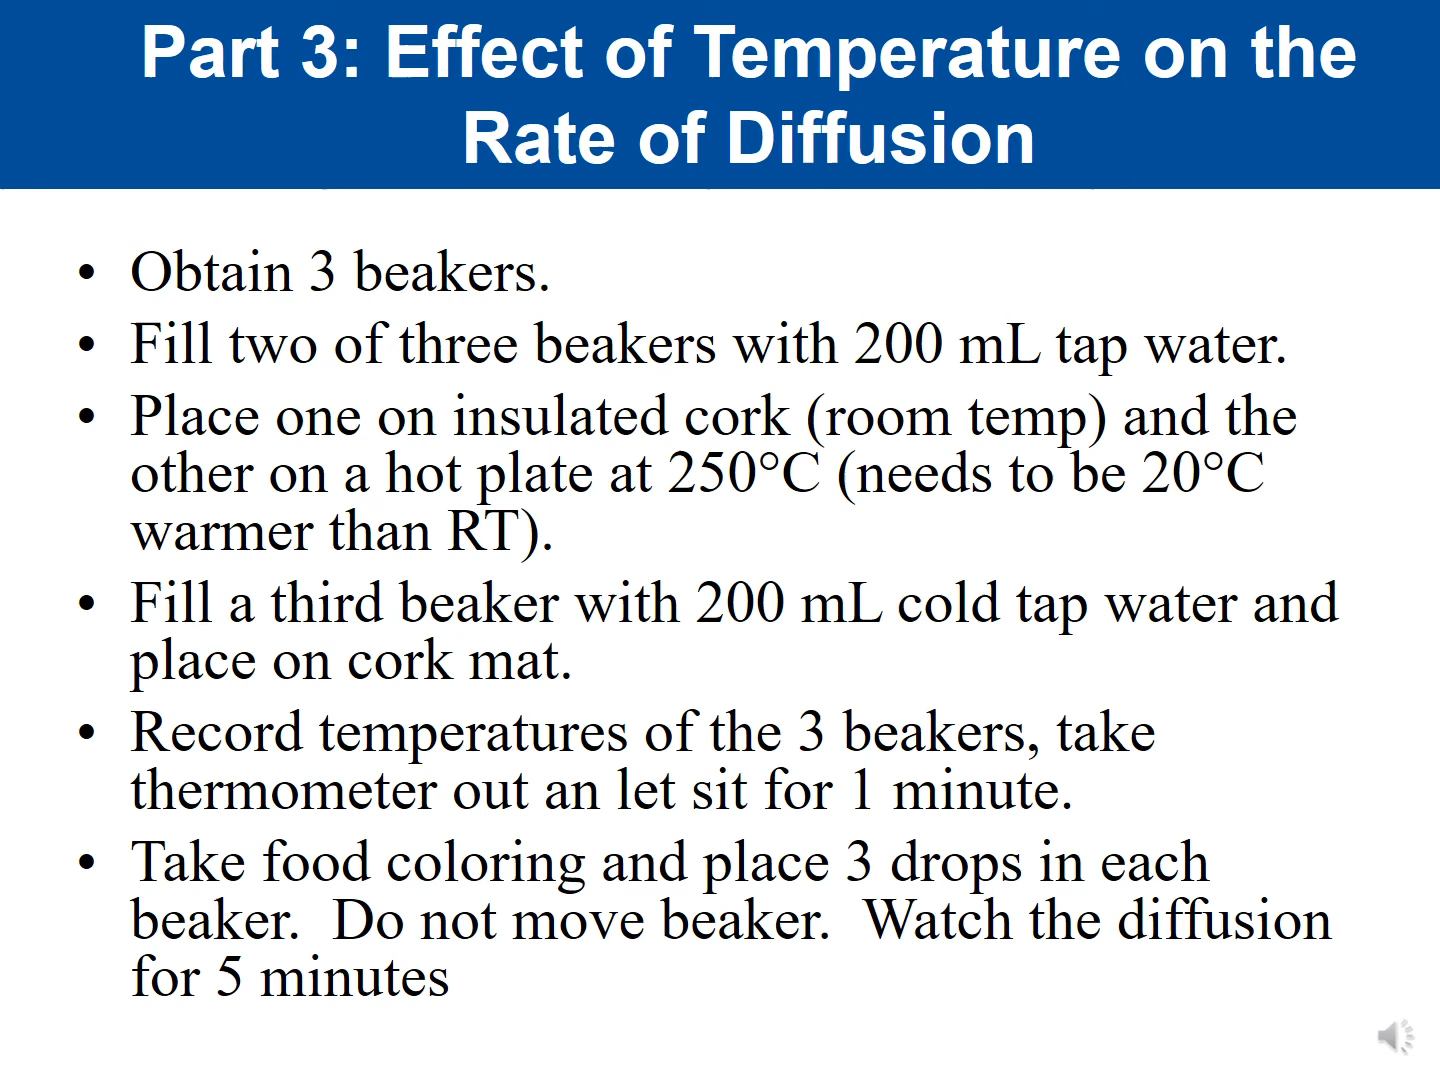 Part 3: Effect of Temperature on the
Rate of Diffusion
• Obtain 3 beakers.
• Fill two of three beakers with 200 mL tap water.
• Place one on insulated cork (room temp) and the
other on a hot plate at 250°C (needs to be 20°C
warmer than RT).
• Fill a third beaker with 200 mL cold tap water and
place on cork mat.
• Record temperatures of the 3 beakers, take
thermometer out an let sit for 1 minute.
• Take food coloring and place 3 drops in each
beaker.  Do not move beaker.  Watch the diffusion
for 5 minutes